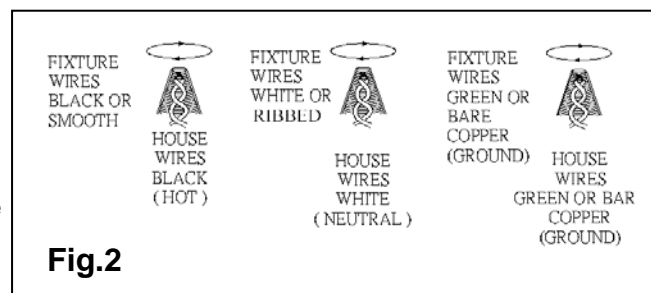 FIXTURE
WIRES
BLACK OR
SMOOTH
HOUSE
WIRES
BLACK
( HOT )
FIXTURE
WIRES
WHITE OR
RIBBED
HOUSE
WIRES
WHITE
( NEUTRAL )
FIXTURE
WIRES
GREEN OR
BARE
COPPER
(GROUND)
HOUSE
WIRES
GREEN OR BAR
COPPER
(GROUND)
Fig.2